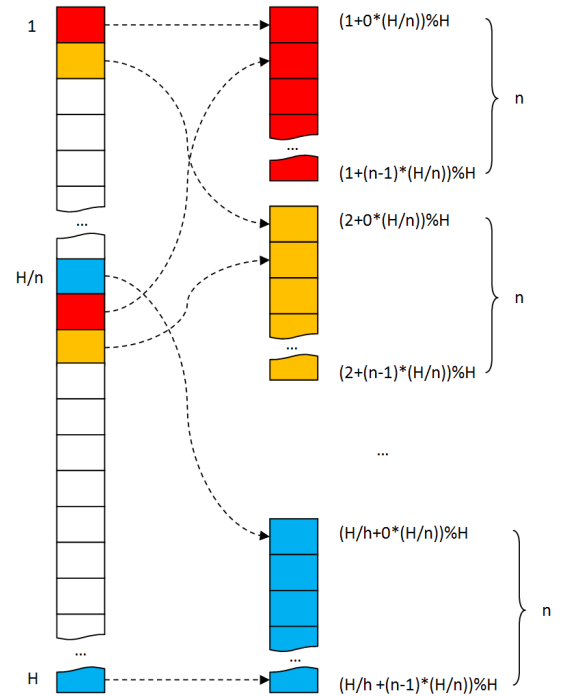 1
...
H/n
...
H
(1+0*(H/n))%H
...
(1+(n-1)*(H/n))%H
n
(2+0*(H/n))%H
...
(2+(n-1)*(H/n))%H
n
...
(H/h+0*(H/n))%H
...
(H/h +(n-1)*(H/n))%H
n